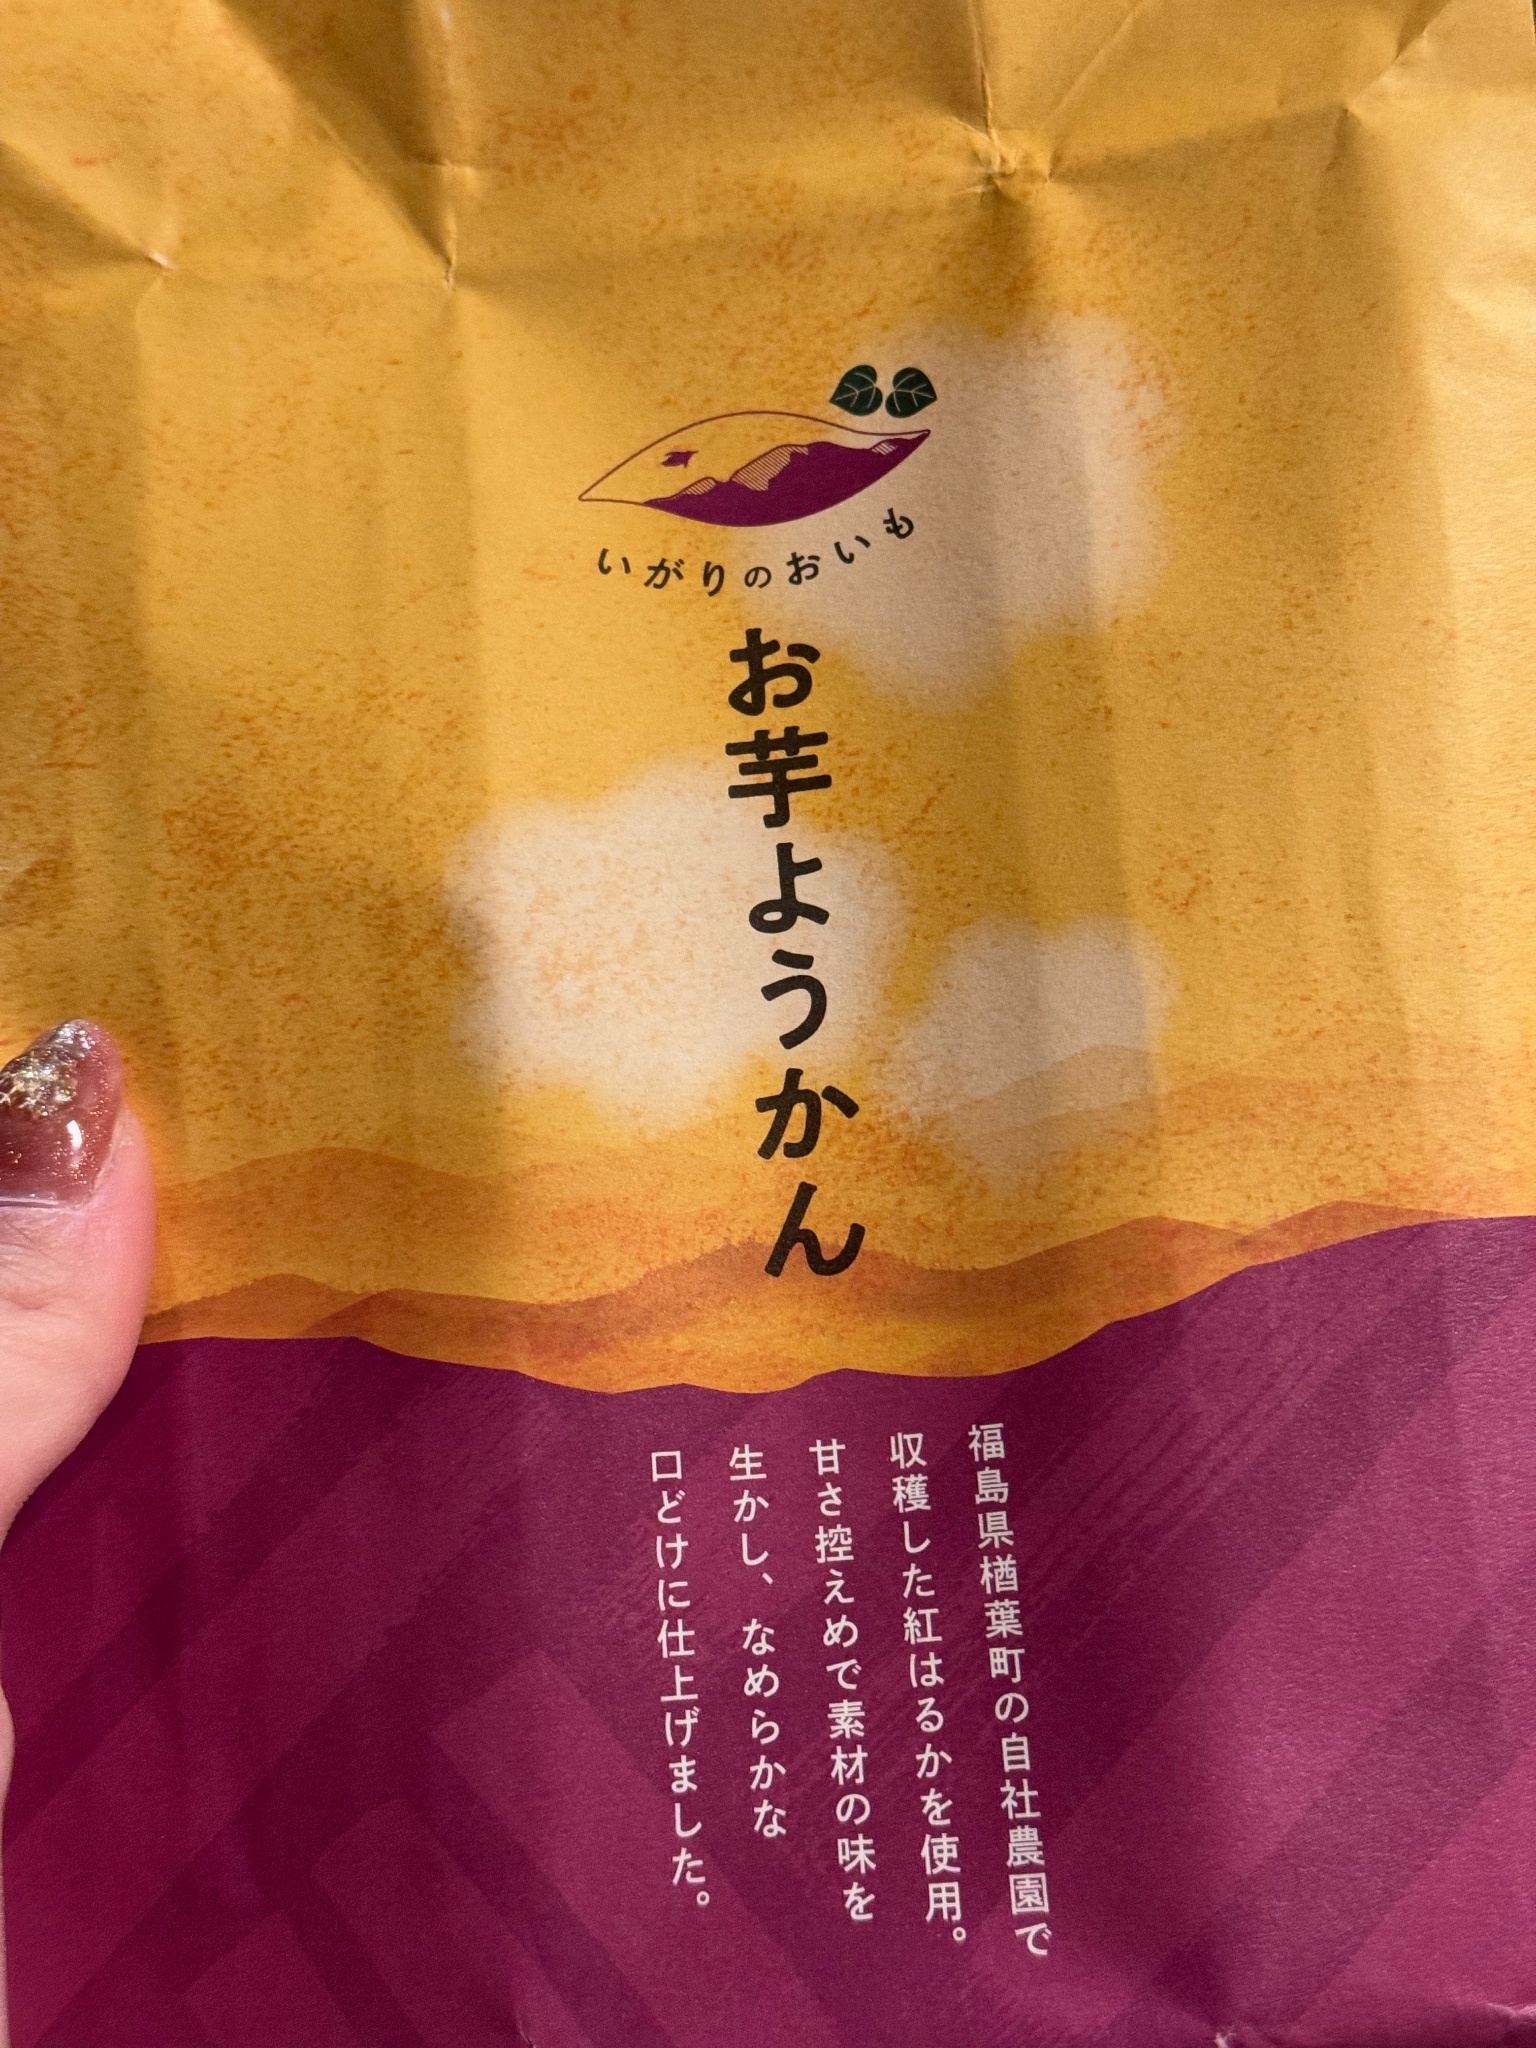 いがりのおいも
お芋ようかん
福島県楢葉町の自社農園で
収穫した紅はるかを使用。
甘さ控えめで素材の味を
生かし、なめらかな
口どけに仕上げました。